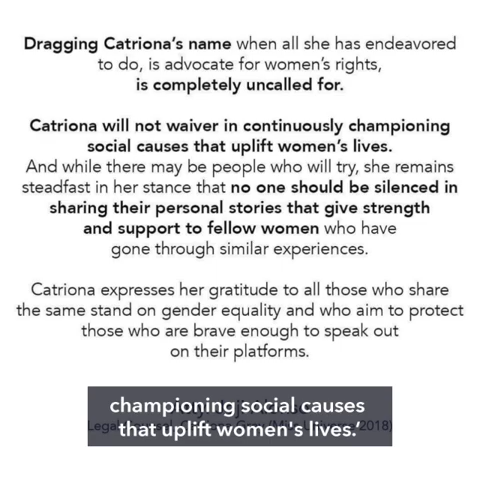 Dragging Catriona's name when all she has endeavored
to do, is advocate for women's rights,
is completely uncalled for.
Catriona will not waiver in continuously championing
social causes that uplift women's lives.
And while there may be people who will try, she remains
steadfast in her stance that no one should be silenced in
sharing their personal stories that give strength
and support to fellow women who have
gone through similar experiences.
Catriona expresses her gratitude to all those who share
the same stand on gender equality and who aim to protect
those who are brave enough to speak out
on their platforms.
championing social causes
that uplift women's lives.'
Legal 2018)